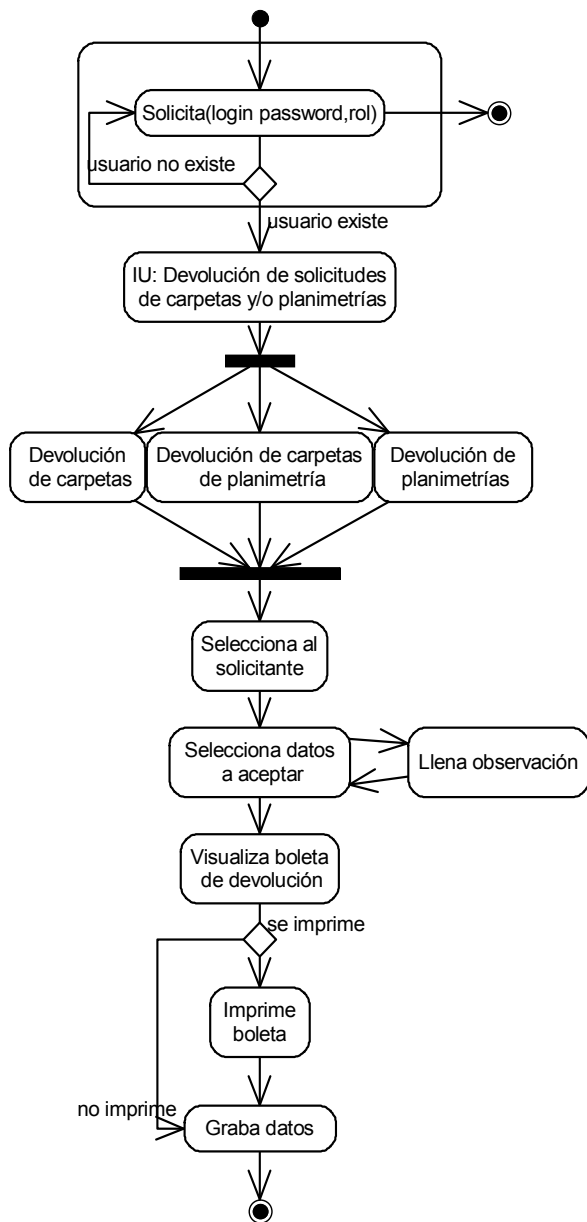 Solicita(login password,rol)
usuario no existe
usuario existe
IU: Devolución de solicitudes
de carpetas y/o planimetrías
Devolución
de carpetas
Devolución de carpetas
de planimetría
Devolución de
planimetrías
Selecciona al
solicitante
Selecciona datos
a aceptar
Llena observación
Visualiza boleta
de devolución
se imprime
Imprime
boleta
no imprime
Graba datos